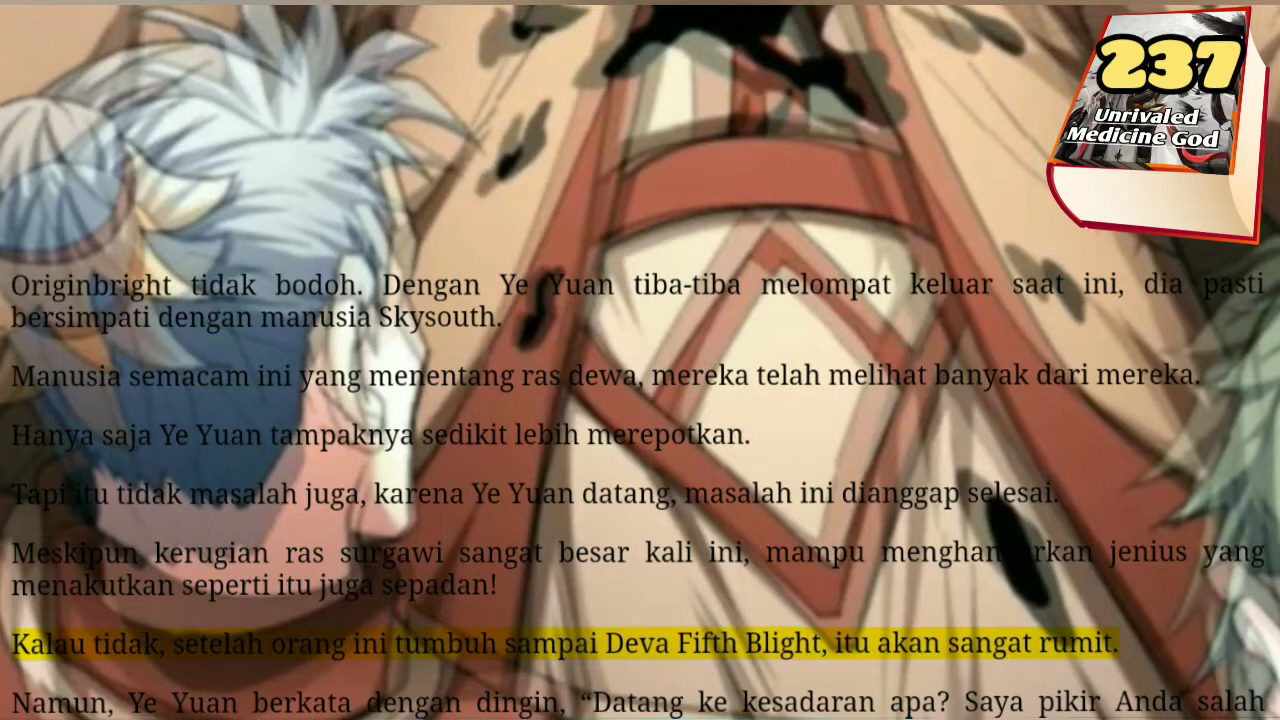 237
Unrivaled
Medicine God
Originbright tidak bodoh. Dengan Ye Yuan tiba-tiba melompat keluar saat ini, dia pasti
bersimpati dengan manusia Skysouth.
Manusia semacam ini yang menentang ras dewa, mereka telah melihat banyak dari mereka.
Hanya saja Ye Yuan tampaknya sedikit lebih merepotkan.
Tapi itu tidak masalah juga, karena Ye Yuan datang, masalah ini dianggap selesai.
Meskipun kerugian ras surgawi sangat besar kali ini, mampu menghancurkan jenius yang
menakutkan seperti itu juga sepadan!
Kalau tidak, setelah orang ini tumbuh sampai Deva Fifth Blight, itu akan sangat rumit.
Namun, Ye Yuan berkata dengan dingin, “Datang ke kesadaran apa? Saya pikir Anda salah